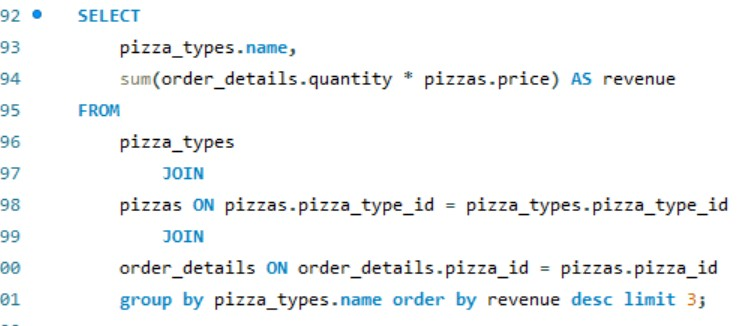 92 SELECT
93 pizza_types.name,
94 sum(order_details.quantity * pizzas.price) AS revenue
95 FROM
96 pizza_types
97 JOIN
98 pizzas ON pizzas.pizza_type_id = pizza_types.pizza_type_id
99 JOIN
00 order_details ON order_details.pizza_id = pizzas.pizza_id
01 group by pizza_types.name order by revenue desc limit 3;